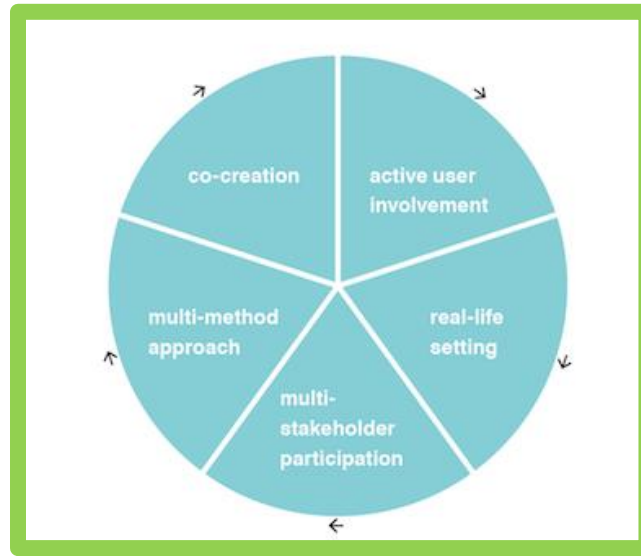 co-creation
active user
involvement
real-life
setting
multi-
stakeholder
participation
multi-method
approach